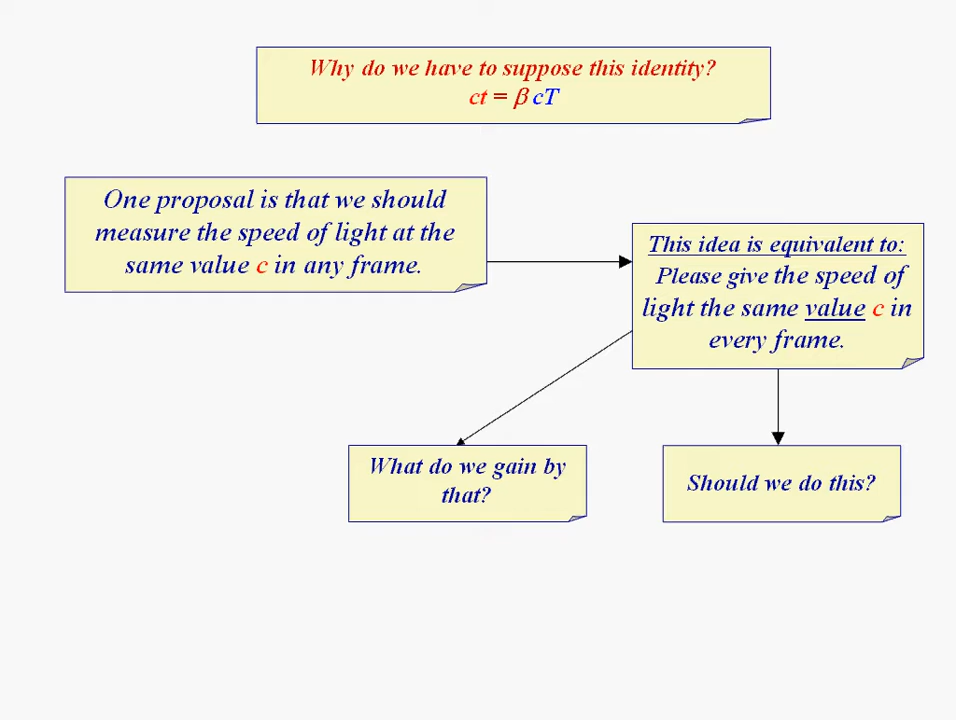 Why do we have to suppose this identity?
ct = β cT
One proposal is that we should
measure the speed of light at the
same value c in any frame.
This idea is equivalent to:
Please give the speed of
light the same value c in
every frame.
What do we gain by
that?
Should we do this?